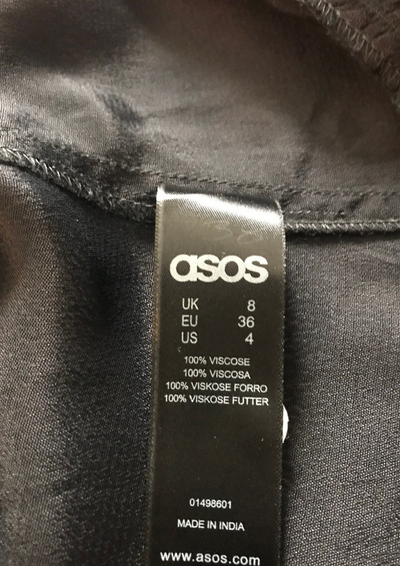 asos
UK 8
EU 36
US 4
100% VISCOSE
100% VISCOSA
100% VISKOSE FORRO
100% VISKOSE FUTTER
01498601
MADE IN INDIA
www.asos.com